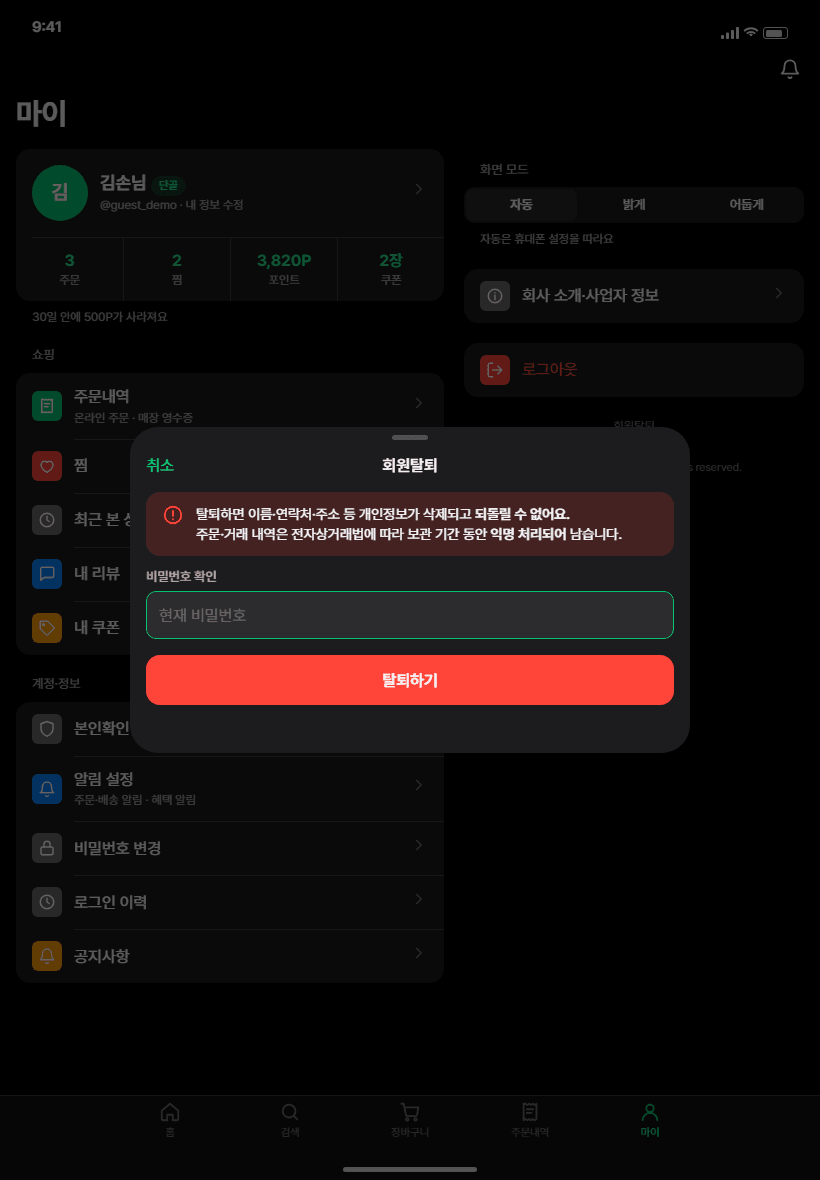 9:41
마이
김
김손님 단골
@guest_demo · 내 정보 수정
3
주문
2
찜
3,820P
포인트
2장
쿠폰
30일 안에 500P가 사라져요
쇼핑
주문내역
온라인 주문 · 매장 영수증
찜
최근 본
내 리뷰
내 쿠폰
계정·정보
본인확인
알림 설정
주문·배송 알림 · 혜택 알림
비밀번호 변경
로그인 이력
공지사항
화면 모드
자동
밝게
어둡게
자동은 휴대폰 설정을 따라요
회사 소개·사업자 정보
로그아웃
회원탈퇴
s reserved.
취소
회원탈퇴
탈퇴하면 이름·연락처·주소 등 개인정보가 삭제되고 되돌릴 수 없어요.
주문·거래 내역은 전자상거래법에 따라 보관 기간 동안 익명 처리되어 남습니다.
비밀번호 확인
현재 비밀번호
탈퇴하기
홈
검색
장바구니
주문내역
마이